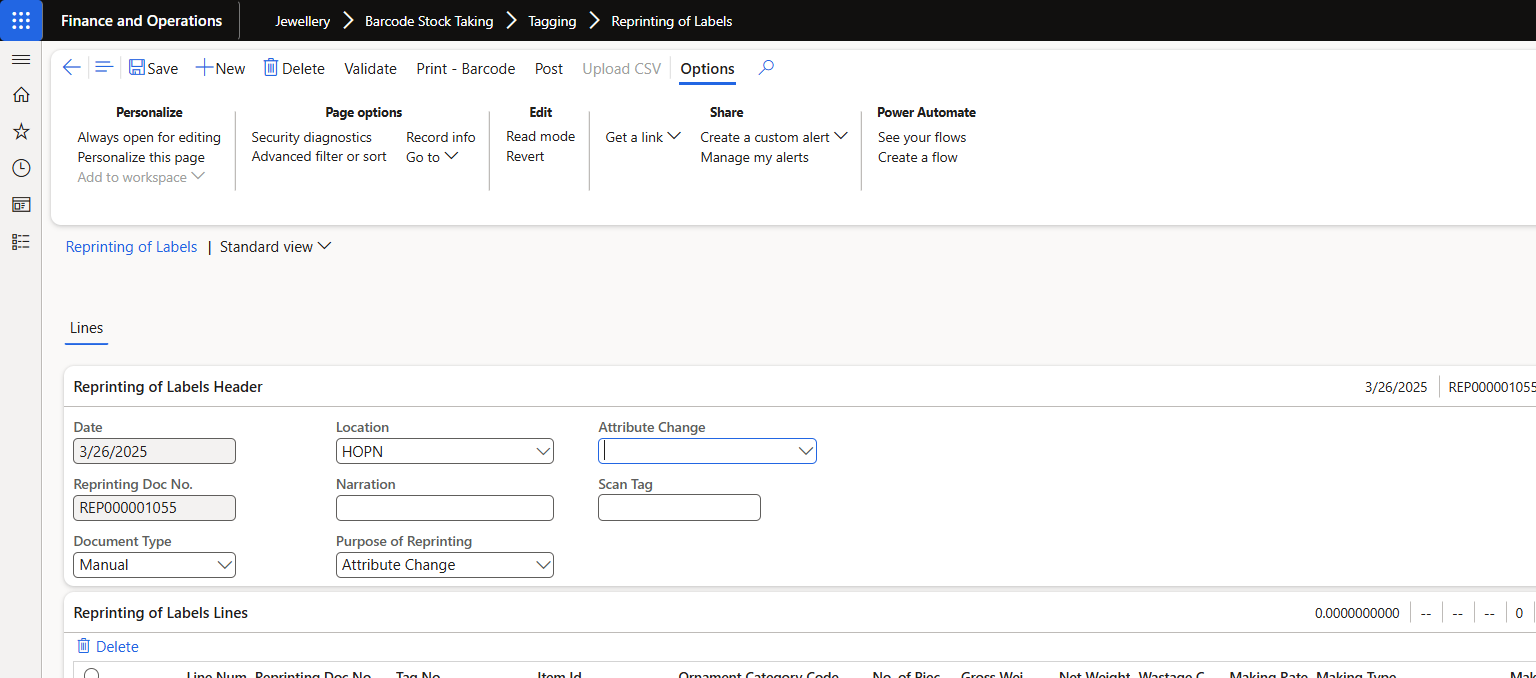 Finance and Operations Jewellery Barcode Stock Taking Tagging Reprinting of Labels
Save New Delete Validate Print - Barcode Post Upload CSV Options
Personalize Page options Edit Share Power Automate
Always open for editing Security diagnostics Record info Read mode Get a link Create a custom alert See your flows
Personalize this page Advanced filter or sort Go to Revert Manage my alerts Create a flow
Add to workspace
Reprinting of Labels | Standard view
Lines
Reprinting of Labels Header 3/26/2025 REP000001055
Date Location Attribute Change
3/26/2025 HOPN
Reprinting Doc No. Narration Scan Tag
REP000001055
Document Type Purpose of Reprinting
Manual Attribute Change
Reprinting of Labels Lines 0.0000000000 -- -- -- 0
Delete
Line Num Reprinting Doc No Tag No Item Id Ornament Category Code No. of Piec Gross Wei Net Weight Wastage C Making Rate Making Type Mak